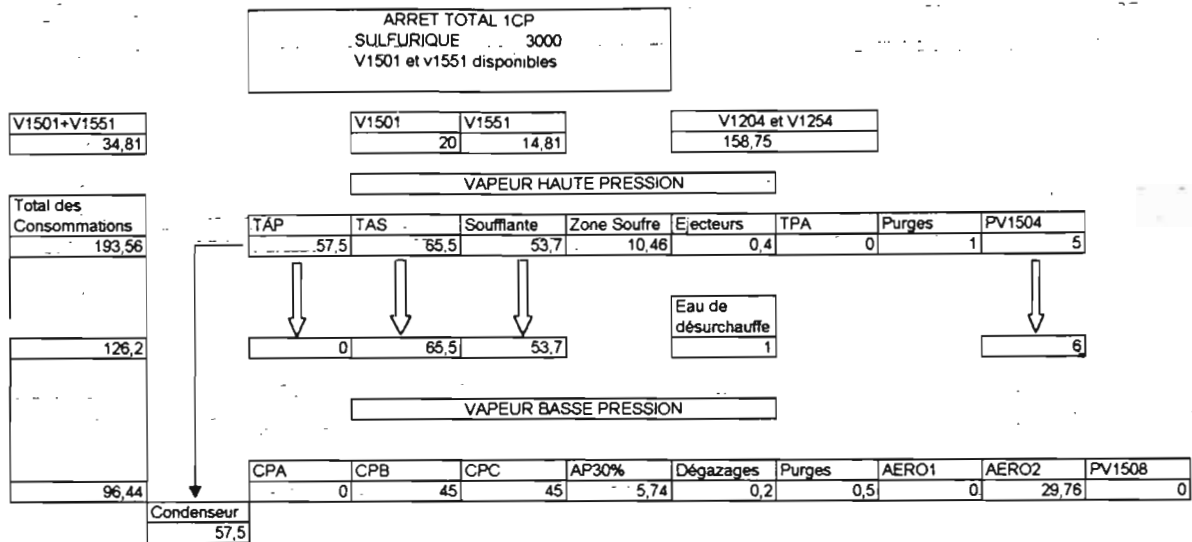 ARRET TOTAL 1CP
SULFURIQUE 3000
V1501 et v1551 disponibles
V1501+V1551
34,81
V1501 V1551
20 14,81
V1204 et V1254
158,75
VAPEUR HAUTE PRESSION
Total des
Consommations
193,56
TAP TAS Soufflante Zone Soufre Ejecteurs TPA Purges PV1504
57,5 65,5 53,7 10,46 0,4 0 1 5
Eau de
désurchauffe
1
126,2
0 65,5 53,7
6
VAPEUR BASSE PRESSION
CPA CPB CPC AP30% Dégazages Purges AERO1 AERO2 PV1508
96,44
0 45 45 5,74 0,2 0,5 0 29,76 0
Condenseur
57,5